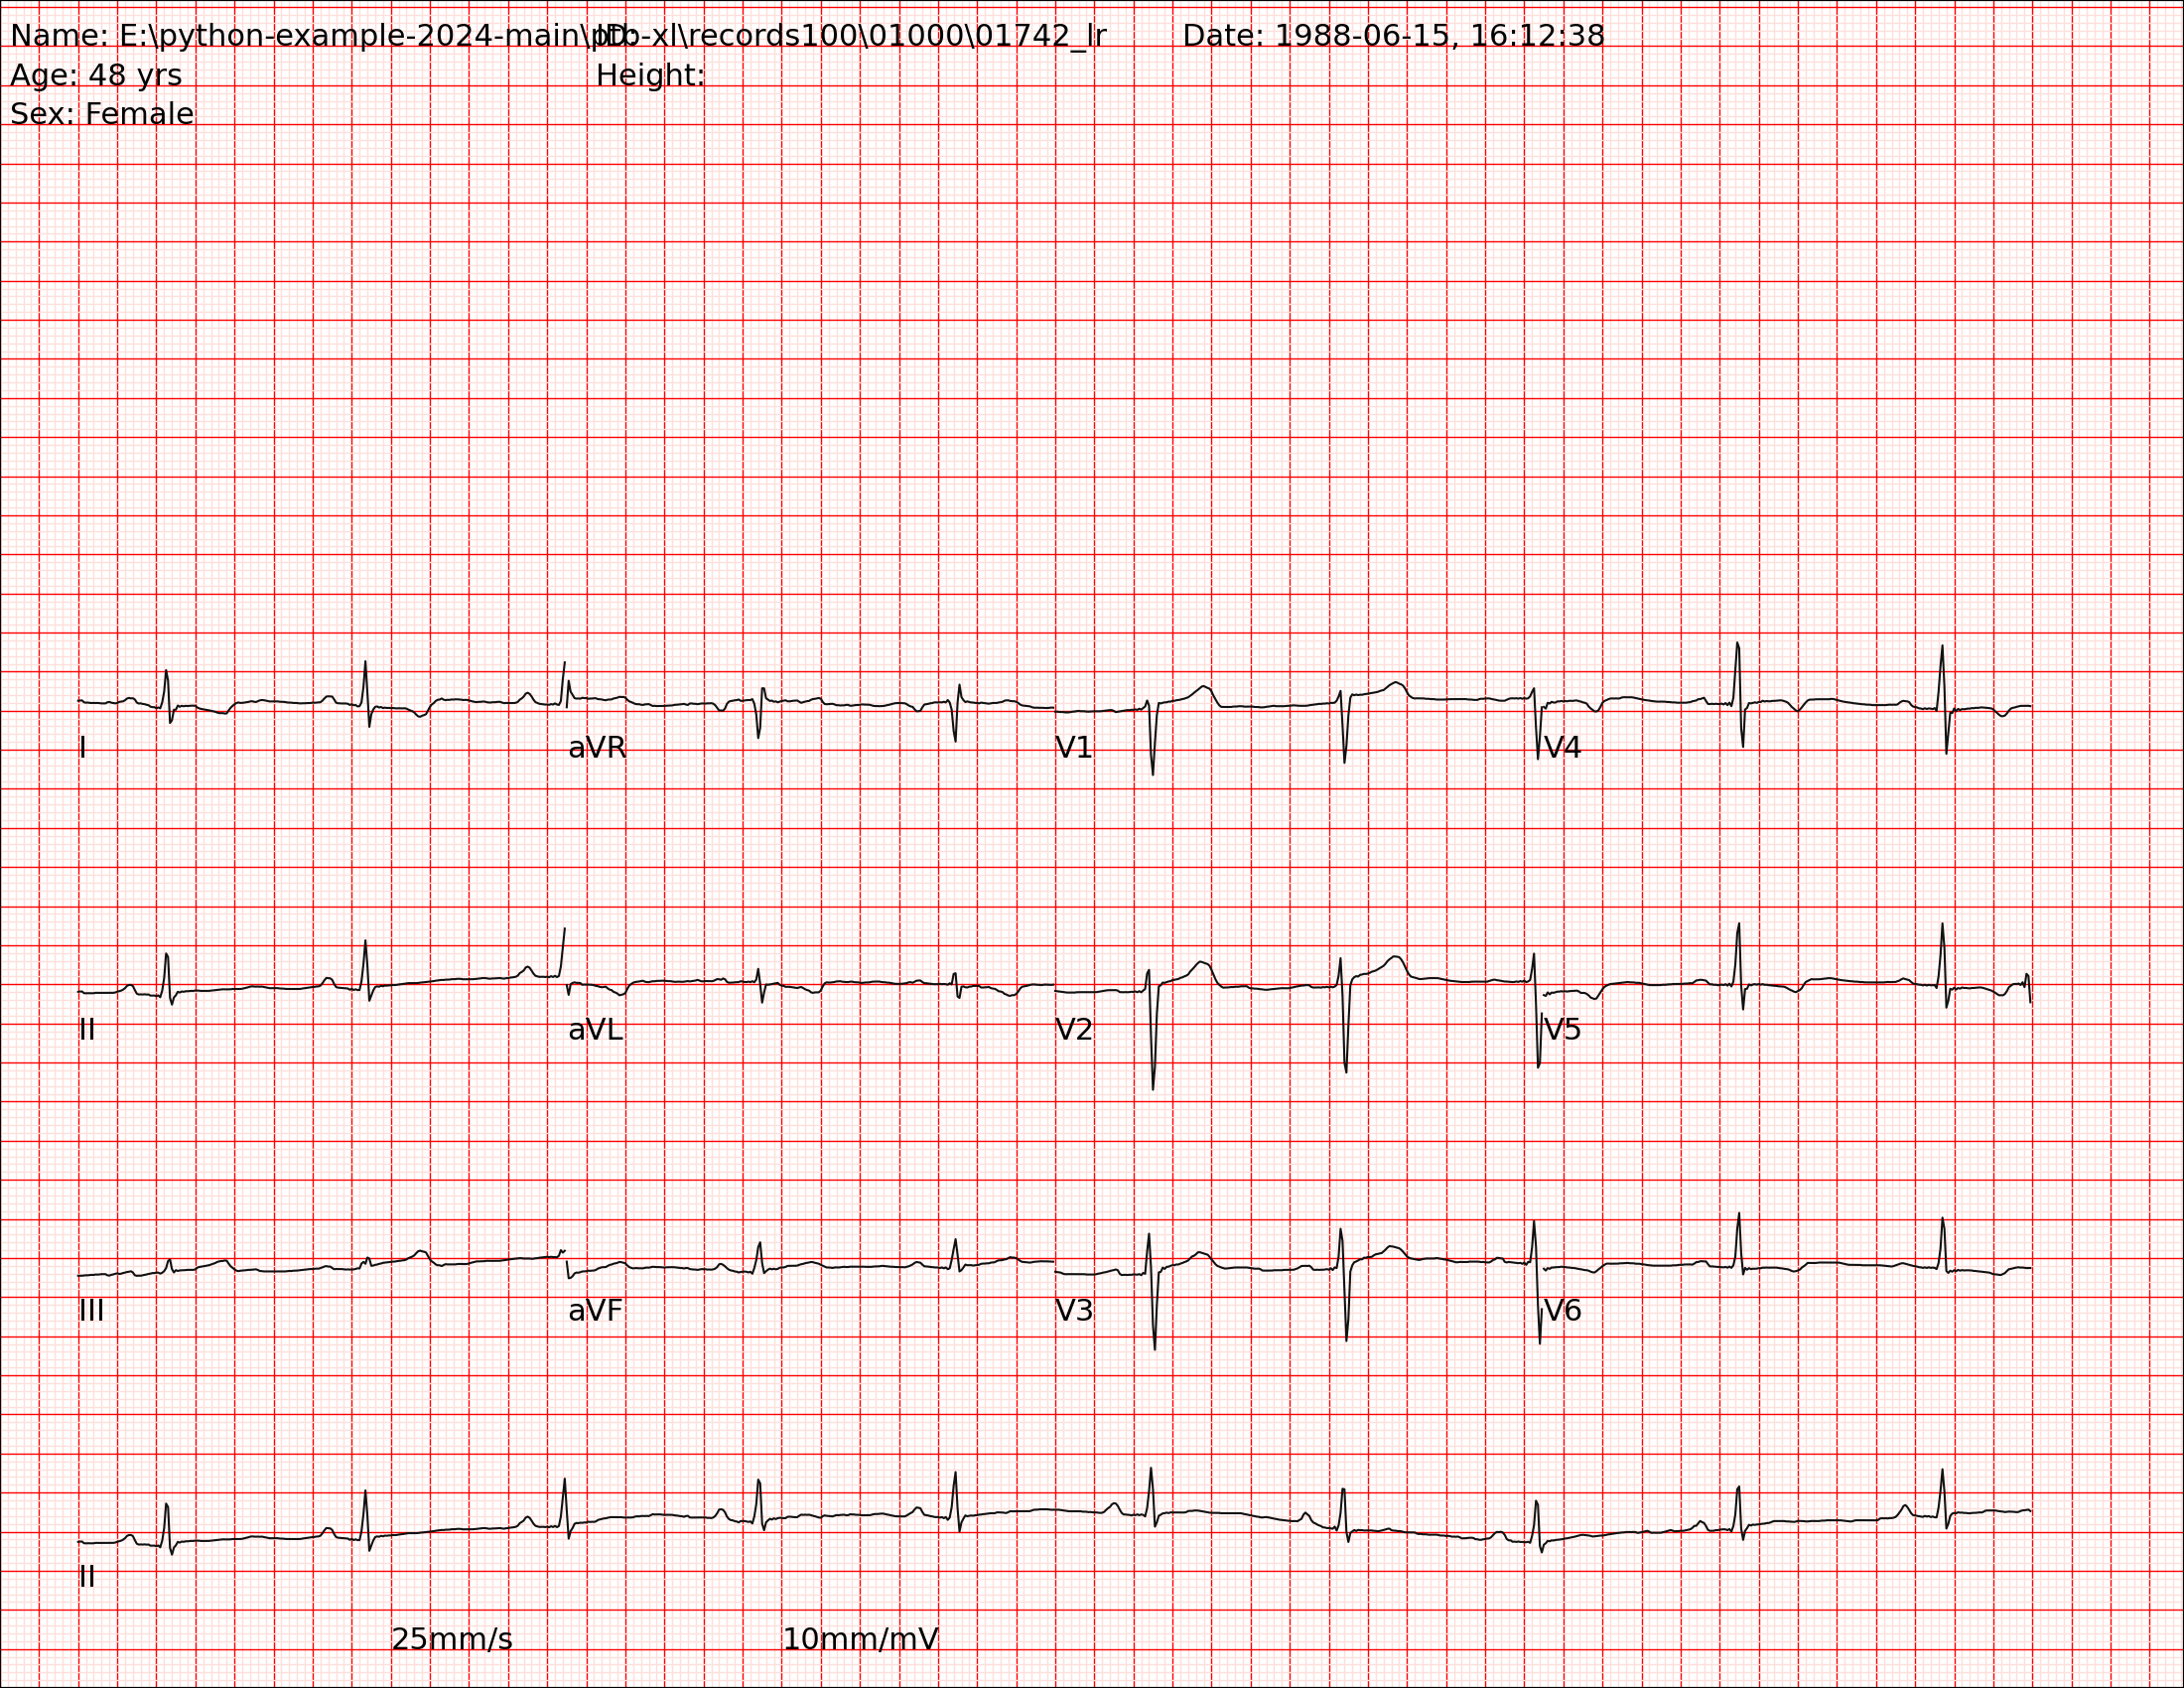 Name: E:\python-example-2024-main\ptb-xl\records100\01000\01742_lr ID: Date: 1988-06-15, 16:12:38
Age: 48 yrs Height:
Sex: Female
I aVR V1 V4
II aVL V2 V5
III aVF V3 V6
II
25mm/s 10mm/mV